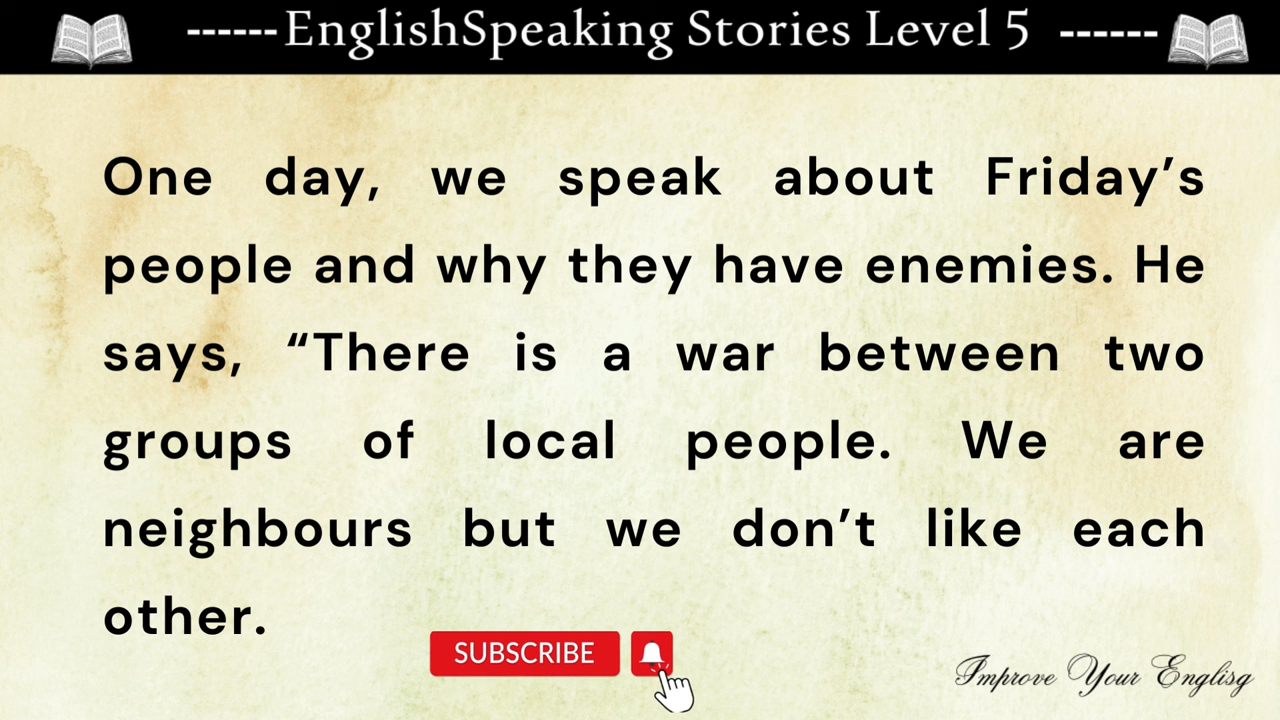 ------EnglishSpeaking Stories Level 5 ------
One day, we speak about Friday’s
people and why they have enemies. He
says, “There is a war between two
groups of local people. We are
neighbours but we don’t like each
other.
SUBSCRIBE
Improve Your Englisg